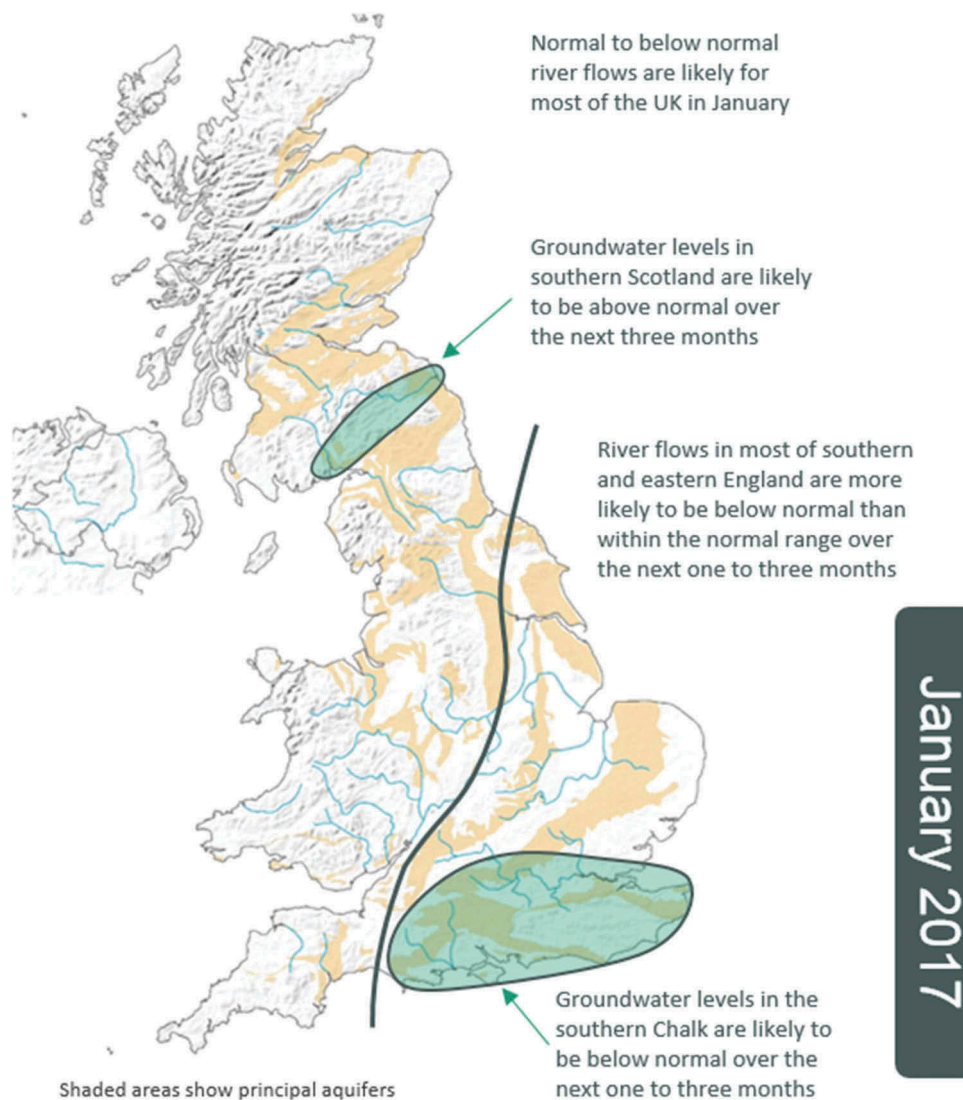 Normal to below normal
river flows are likely for
most of the UK in January
Groundwater levels in
southern Scotland are likely
to be above normal over
the next three months
River flows in most of southern
and eastern England are more
likely to be below normal than
within the normal range over
the next one to three months
January 2017
Groundwater levels in the
southern Chalk are likely to
be below normal over the
next one to three months
Shaded areas show principal aquifers